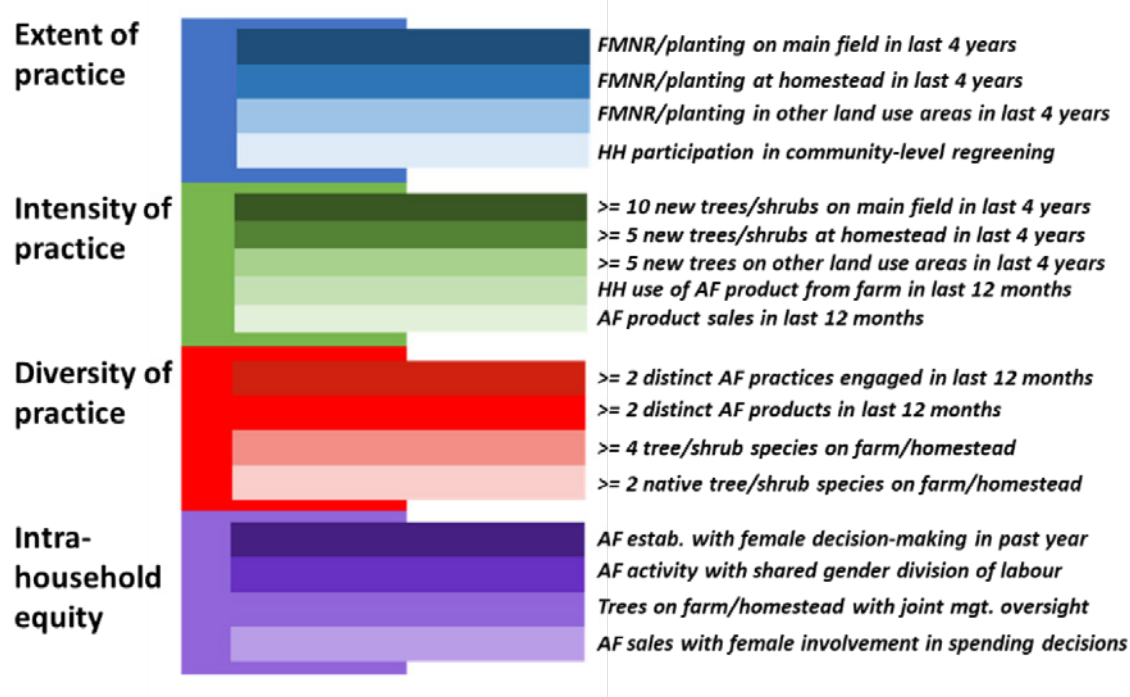 Extent of
practice
FMNR/planting on main field in last 4 years
FMNR/planting at homestead in last 4 years
FMNR/planting in other land use areas in last 4 years
HH participation in community-level regreening
Intensity of
practice
>= 10 new trees/shrubs on main field in last 4 years
>= 5 new trees/shrubs at homestead in last 4 years
>= 5 new trees on other land use areas in last 4 years
HH use of AF product from farm in last 12 months
AF product sales in last 12 months
Diversity of
practice
>= 2 distinct AF practices engaged in last 12 months
>= 2 distinct AF products in last 12 months
>= 4 tree/shrub species on farm/homestead
>= 2 native tree/shrub species on farm/homestead
Intra-
household
equity
AF estab. with female decision-making in past year
AF activity with shared gender division of labour
Trees on farm/homestead with joint mgt. oversight
AF sales with female involvement in spending decisions